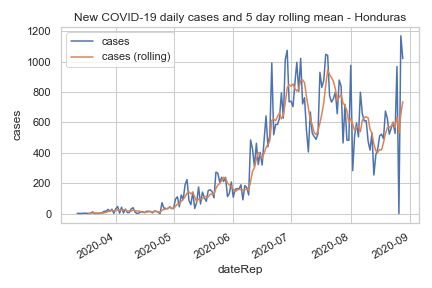 New COVID-19 daily cases and 5 day rolling mean - Honduras
cases
cases (rolling)
1200
1000
800
600
400
200
0
cases
2020-04
2020-05
2020-06
2020-07
2020-08
2020-09
dateRep